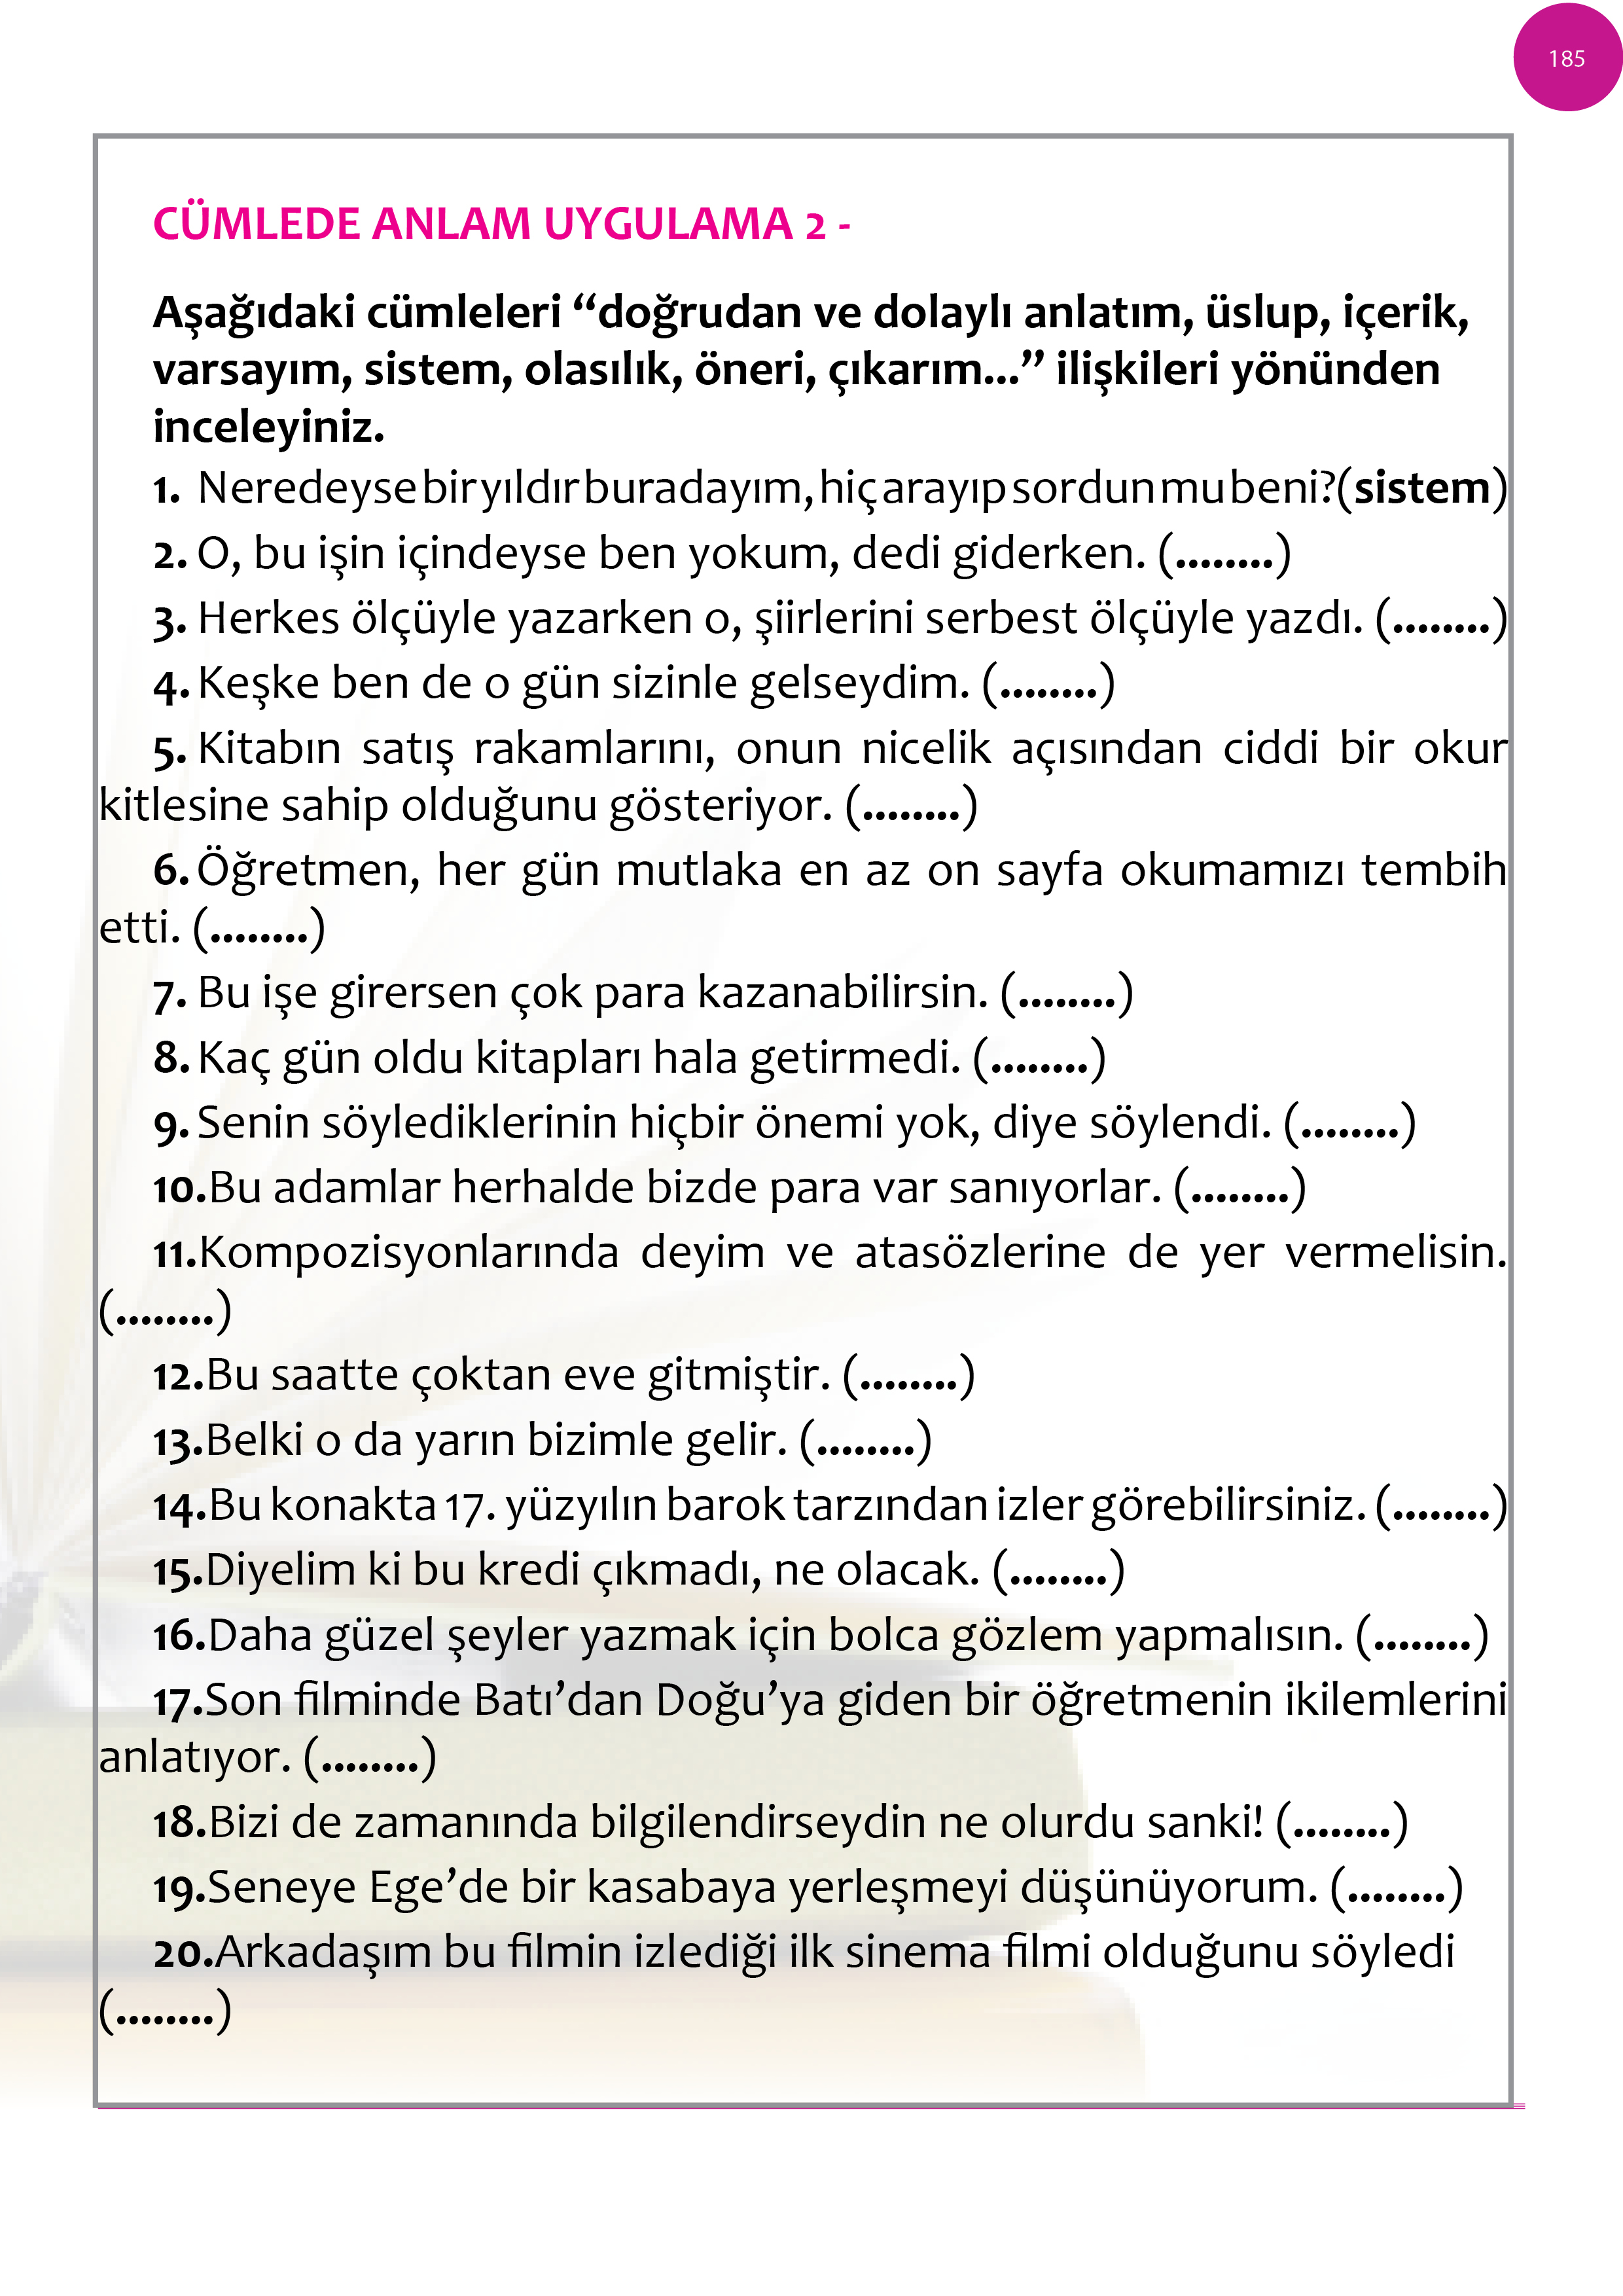 185
CÜMLEDE ANLAM UYGULAMA 2 -
Aşağıdaki cümleleri “doğrudan ve dolaylı anlatım, üslup, içerik,
varsayım, sistem, olasılık, öneri, çıkarım...” ilişkileri yönünden
inceleyiniz.
1. Neredeyse bir yıldır buradayım, hiç arayıp sordun mu beni?(sistem)
2. O, bu işin içindeyse ben yokum, dedi giderken. (........)
3. Herkes ölçüyle yazarken o, şiirlerini serbest ölçüyle yazdı. (........)
4. Keşke ben de o gün sizinle gelseydim. (........)
5. Kitabın satış rakamlarını, onun nicelik açısından ciddi bir okur
kitlesine sahip olduğunu gösteriyor. (........)
6. Öğretmen, her gün mutlaka en az on sayfa okumamızı tembih
etti. (........)
7. Bu işe girersen çok para kazanabilirsin. (........)
8. Kaç gün oldu kitapları hala getirmedi. (........)
9. Senin söylediklerinin hiçbir önemi yok, diye söylendi. (........)
10.Bu adamlar herhalde bizde para var sanıyorlar. (........)
11.Kompozisyonlarında deyim ve atasözlerine de yer vermelisin.
(........)
12.Bu saatte çoktan eve gitmiştir. (........)
13.Belki o da yarın bizimle gelir. (........)
14.Bu konakta 17. yüzyılın barok tarzından izler görebilirsiniz. (........)
15.Diyelim ki bu kredi çıkmadı, ne olacak. (........)
16.Daha güzel şeyler yazmak için bolca gözlem yapmalısın. (........)
17.Son filminde Batı’dan Doğu’ya giden bir öğretmenin ikilemlerini
anlatıyor. (........)
18.Bizi de zamanında bilgilendirseydin ne olurdu sanki! (........)
19.Seneye Ege’de bir kasabaya yerleşmeyi düşünüyorum. (........)
20.Arkadaşım bu filmin izlediği ilk sinema filmi olduğunu söyledi
(........)